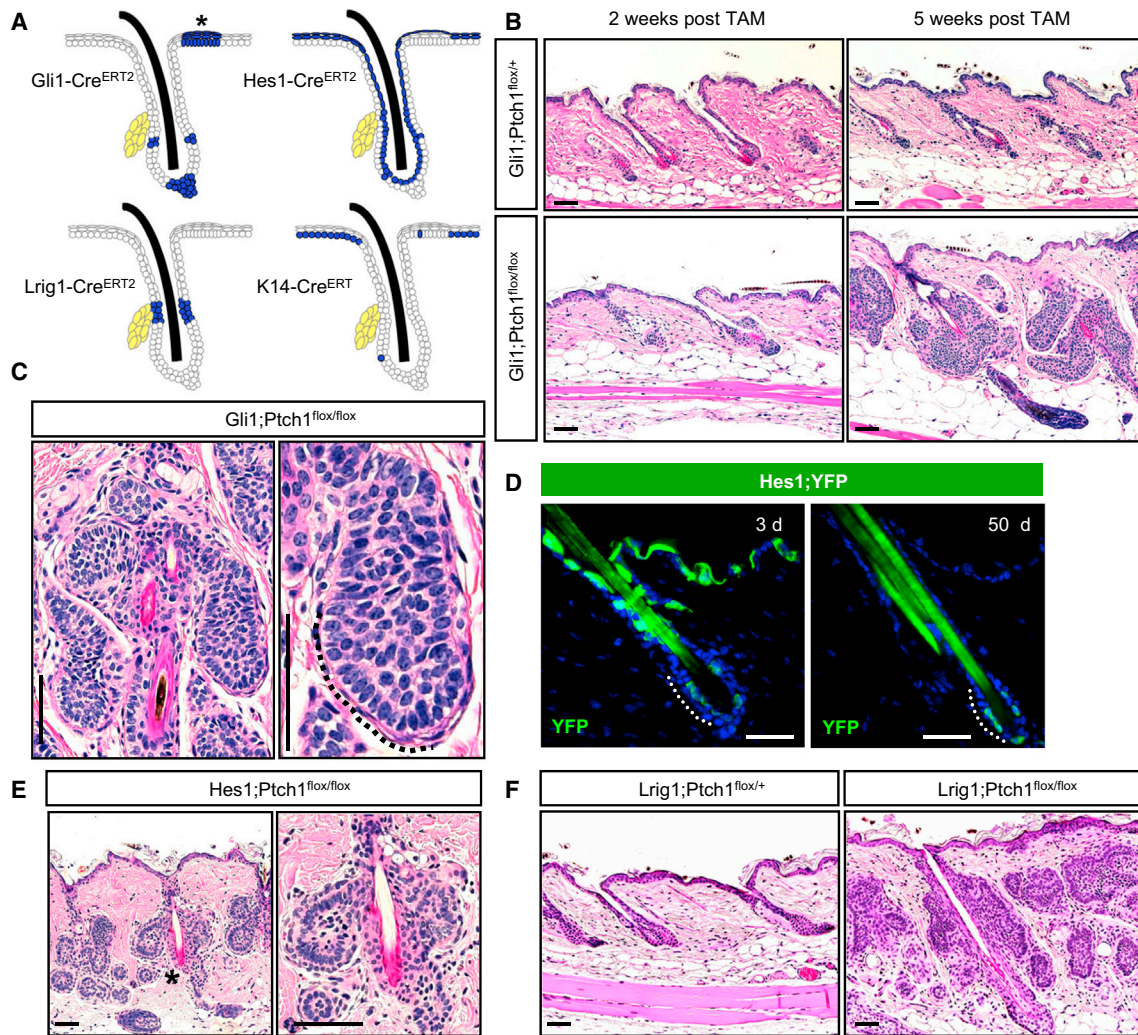 A
*
Gli1-CreERT2
Hes1-CreERT2
Lrig1-CreERT2
K14-CreERT
B
2 weeks post TAM
5 weeks post TAM
Gli1;Ptch1flox/+
Gli1;Ptch1flox/flox
C
Gli1;Ptch1flox/flox
D
Hes1;YFP
3 d
50 d
YFP
YFP
E
Hes1;Ptch1flox/flox
*
F
Lrig1;Ptch1flox/+
Lrig1;Ptch1flox/flox